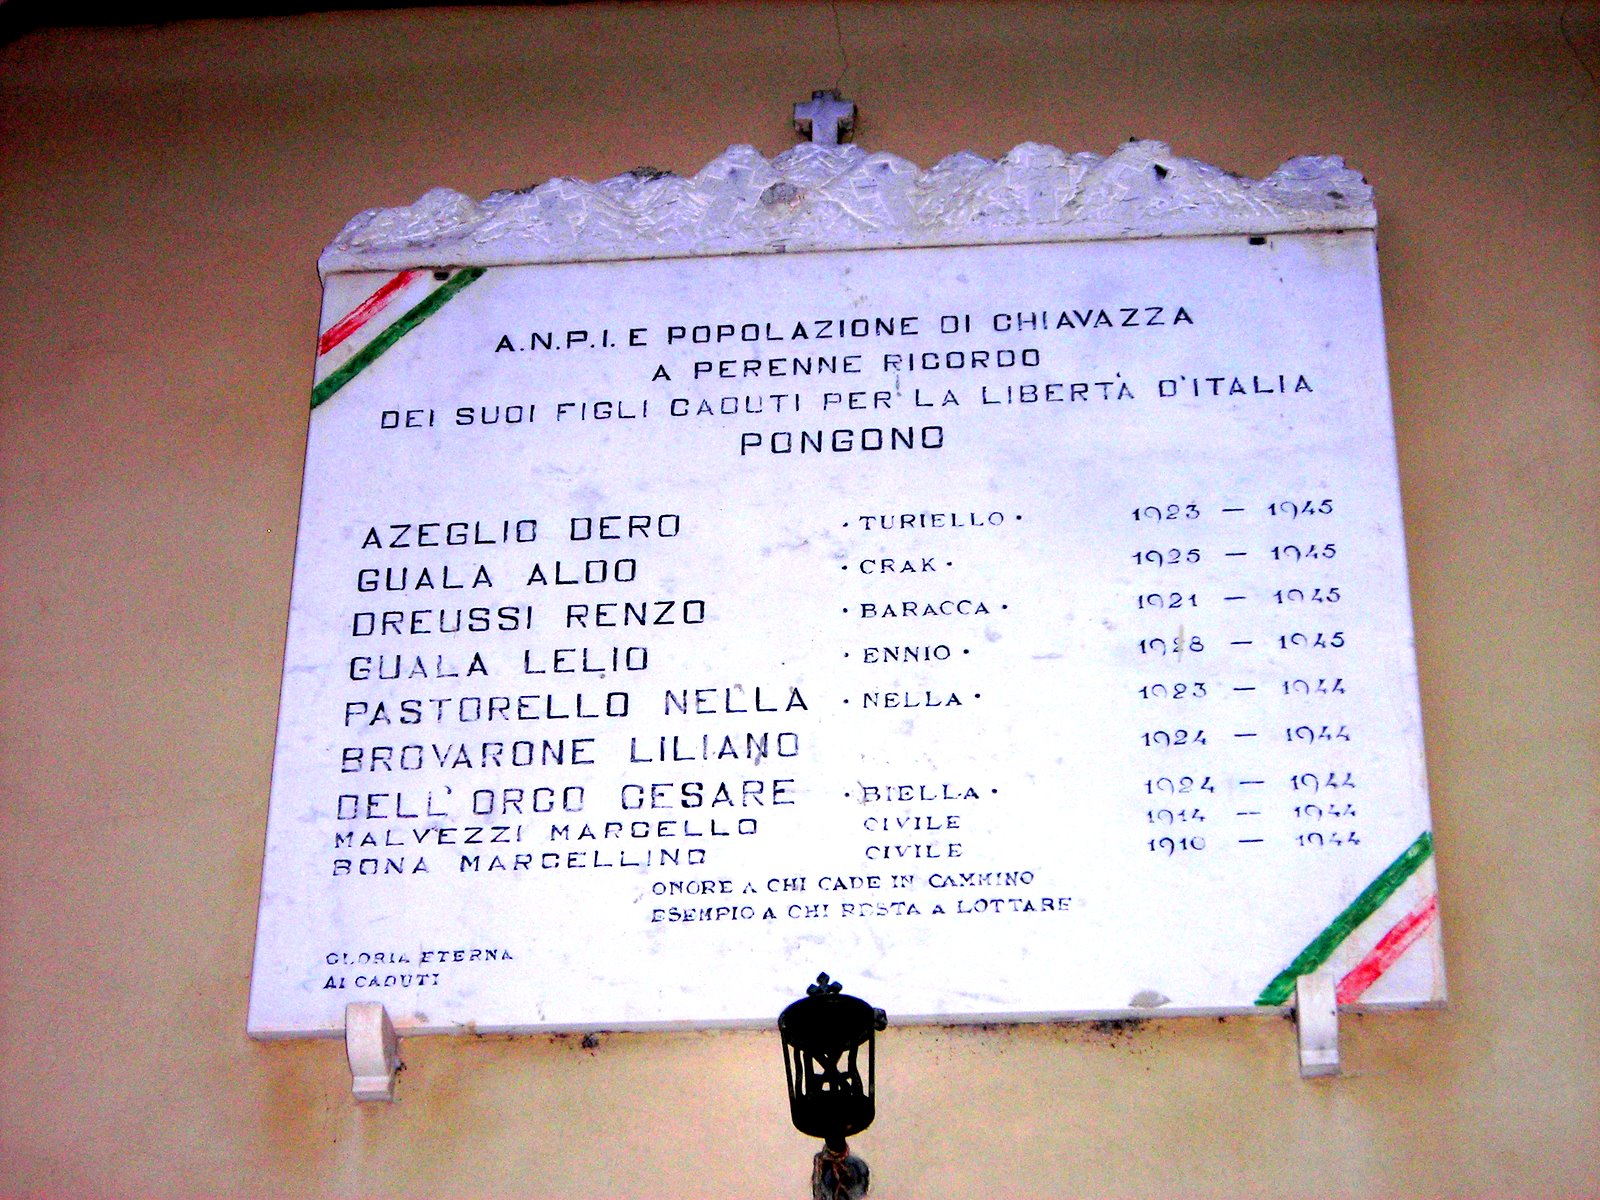 A.N.P.I. E POPOLAZIONE DI CHIAVAZZA
A PERENNE RICORDO
DEI SUOI FIGLI CADUTI PER LA LIBERTÀ D'ITALIA
PONGONO
AZEGLIO DERO · TURIELLO · 1923 — 1945
GUALA ALDO · CRAK · 1925 — 1945
DREUSSI RENZO · BARACCA · 1921 — 1945
GUALA LELIO · ENNIO · 1928 — 1945
PASTORELLO NELLA · NELLA · 1923 — 1944
BROVARONE LILIANO 1924 — 1944
DELL'ORCO CESARE · BIELLA · 1924 — 1944
MALVEZZI MARCELLO CIVILE 1914 — 1944
BONA MARCELLINO CIVILE 1910 — 1944
ONORE A CHI CADE IN CAMMINO
ESEMPIO A CHI RESTA A LOTTARE
GLORIA ETERNA
AI CADUTI